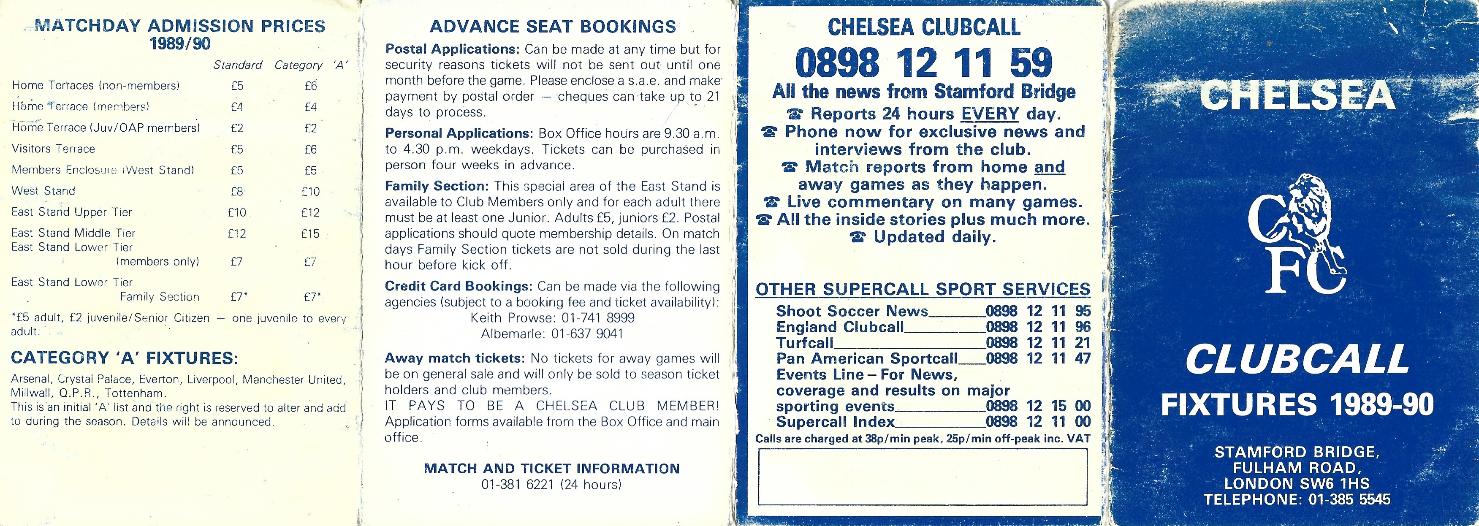 MATCHDAY ADMISSION PRICES
1989/90
Standard Category 'A'
Home Terraces (non-members) £5 £6
Home Terrace (members) £4 £4
Home Terrace (Juv/OAP members) £2 £2
Visitors Terrace £5 £6
Members Enclosure (West Stand) £5 £5
West Stand £8 £10
East Stand Upper Tier £10 £12
East Stand Middle Tier £12 £15
East Stand Lower Tier
(members only) £7 £7
East Stand Lower Tier
Family Section £7* £7*
*£5 adult, £2 juvenile/Senior Citizen — one juvenile to every
adult.
CATEGORY 'A' FIXTURES:
Arsenal, Crystal Palace, Everton, Liverpool, Manchester United,
Millwall, Q.P.R., Tottenham.
This is an initial 'A' list and the right is reserved to alter and add
to during the season. Details will be announced.
ADVANCE SEAT BOOKINGS
Postal Applications: Can be made at any time but for
security reasons tickets will not be sent out until one
month before the game. Please enclose a s.a.e. and make
payment by postal order — cheques can take up to 21
days to process.
Personal Applications: Box Office hours are 9.30 a.m.
to 4.30 p.m. weekdays. Tickets can be purchased in
person four weeks in advance.
Family Section: This special area of the East Stand is
available to Club Members only and for each adult there
must be at least one Junior. Adults £5, juniors £2. Postal
applications should quote membership details. On match
days Family Section tickets are not sold during the last
hour before kick off.
Credit Card Bookings: Can be made via the following
agencies (subject to a booking fee and ticket availability):
Keith Prowse: 01-741 8999
Albemarle: 01-637 9041
Away match tickets: No tickets for away games will
be on general sale and will only be sold to season ticket
holders and club members.
IT PAYS TO BE A CHELSEA CLUB MEMBER!
Application forms available from the Box Office and main
office.
MATCH AND TICKET INFORMATION
01-381 6221 (24 hours)
CHELSEA CLUBCALL
0898 12 11 59
All the news from Stamford Bridge
☎ Reports 24 hours EVERY day.
☎ Phone now for exclusive news and
interviews from the club.
☎ Match reports from home and
away games as they happen.
☎ Live commentary on many games.
☎ All the inside stories plus much more.
☎ Updated daily.
OTHER SUPERCALL SPORT SERVICES
Shoot Soccer News______0898 12 11 95
England Clubcall________0898 12 11 96
Turfcall________0898 12 11 21
Pan American Sportcall___0898 12 11 47
Events Line – For News,
coverage and results on major
sporting events________0898 12 15 00
Supercall Index________0898 12 11 00
Calls are charged at 38p/min peak, 25p/min off-peak inc. VAT
CHELSEA
CFC
CLUBCALL
FIXTURES 1989-90
STAMFORD BRIDGE,
FULHAM ROAD,
LONDON SW6 1HS
TELEPHONE: 01-385 5545